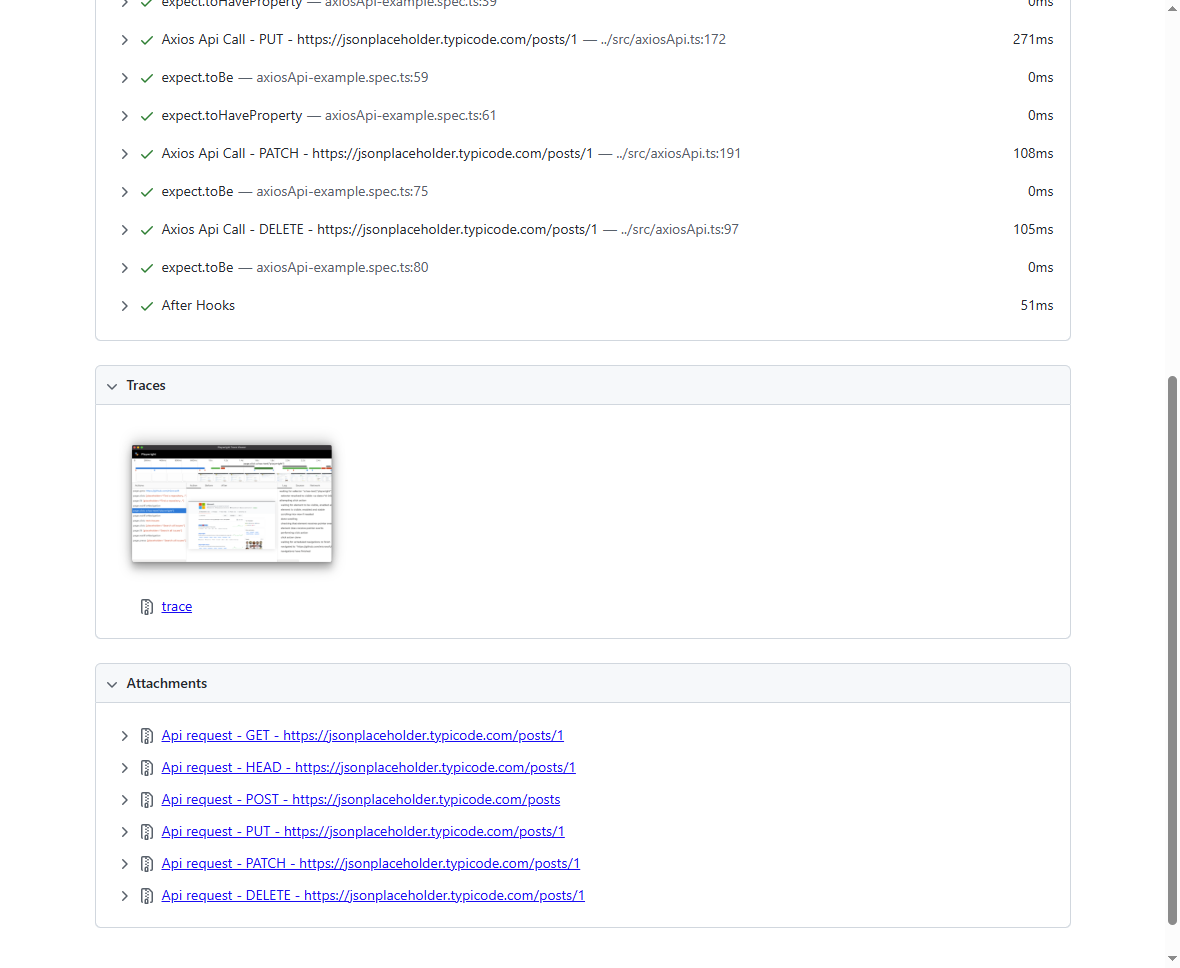 expect.toHaveProperty — axiosApi-example.spec.ts:59 0ms
Axios Api Call - PUT - https://jsonplaceholder.typicode.com/posts/1 — ../src/axiosApi.ts:172 271ms
expect.toBe — axiosApi-example.spec.ts:59 0ms
expect.toHaveProperty — axiosApi-example.spec.ts:61 0ms
Axios Api Call - PATCH - https://jsonplaceholder.typicode.com/posts/1 — ../src/axiosApi.ts:191 108ms
expect.toBe — axiosApi-example.spec.ts:75 0ms
Axios Api Call - DELETE - https://jsonplaceholder.typicode.com/posts/1 — ../src/axiosApi.ts:97 105ms
expect.toBe — axiosApi-example.spec.ts:80 0ms
After Hooks 51ms
Traces
trace
Attachments
Api request - GET - https://jsonplaceholder.typicode.com/posts/1
Api request - HEAD - https://jsonplaceholder.typicode.com/posts/1
Api request - POST - https://jsonplaceholder.typicode.com/posts
Api request - PUT - https://jsonplaceholder.typicode.com/posts/1
Api request - PATCH - https://jsonplaceholder.typicode.com/posts/1
Api request - DELETE - https://jsonplaceholder.typicode.com/posts/1